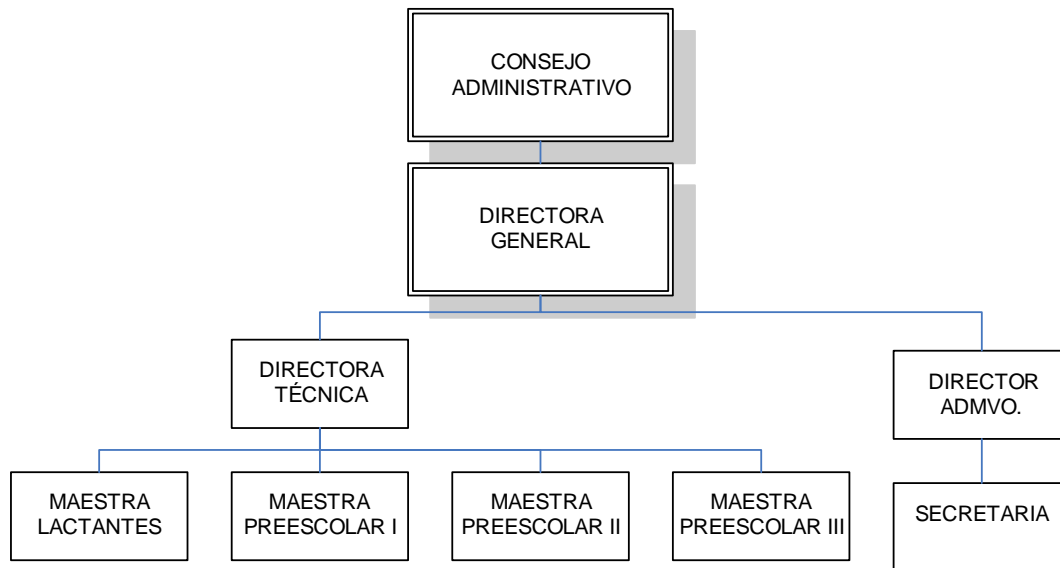 CONSEJO
ADMINISTRATIVO
DIRECTORA
GENERAL
DIRECTORA
TÉCNICA
DIRECTOR
ADMVO.
MAESTRA
LACTANTES
MAESTRA
PREESCOLAR I
MAESTRA
PREESCOLAR II
MAESTRA
PREESCOLAR III
SECRETARIA